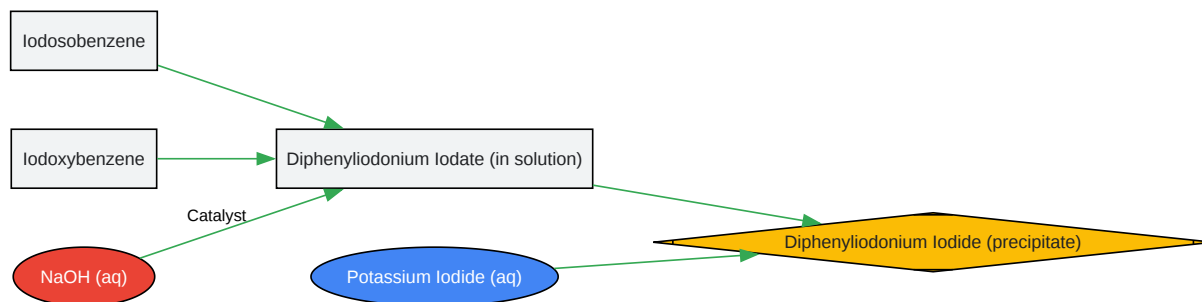 Iodosobenzene
Iodoxybenzene
Diphenyliodonium Iodate (in solution)
Catalyst
NaOH (aq)
Potassium Iodide (aq)
Diphenyliodonium Iodide (precipitate)